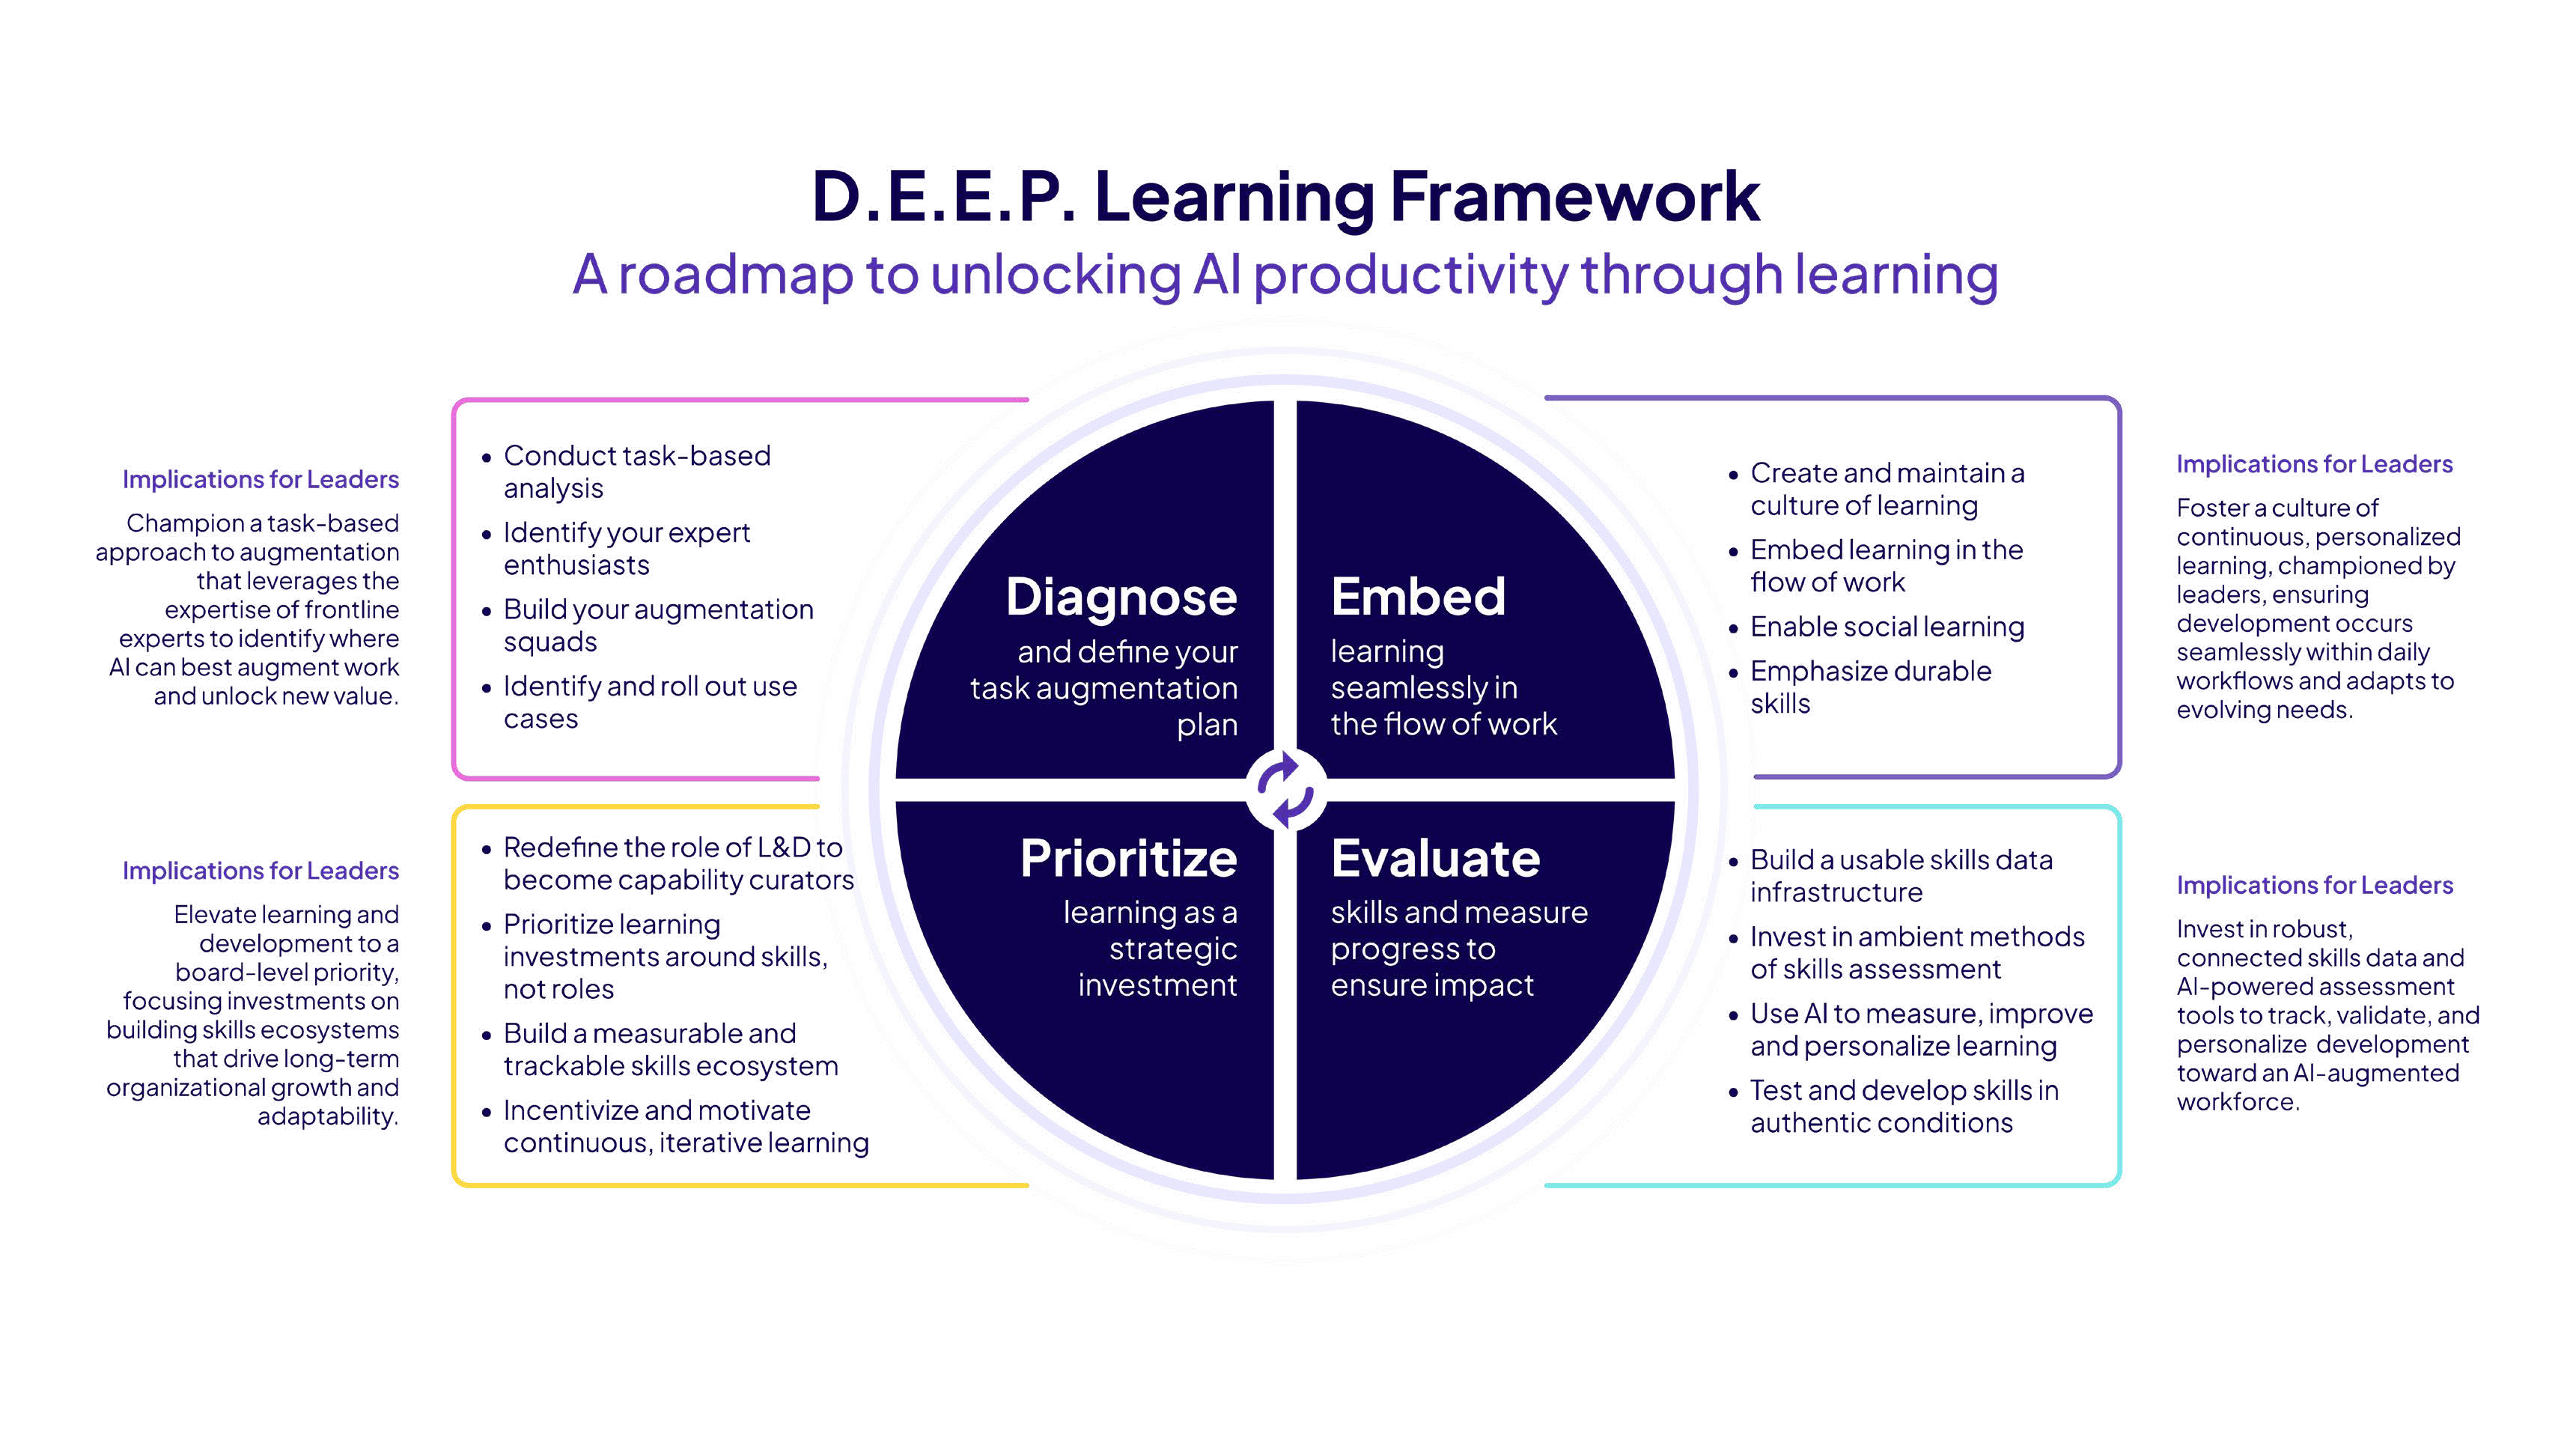 D.E.E.P. Learning Framework
A roadmap to unlocking AI productivity through learning
Implications for Leaders
Champion a task-based
approach to augmentation
that leverages the
expertise of frontline
experts to identify where
AI can best augment work
and unlock new value.
• Conduct task-based
analysis
• Identify your expert
enthusiasts
• Build your augmentation
squads
• Identify and roll out use
cases
Diagnose
and define your
task augmentation
plan
Embed
learning
seamlessly in
the flow of work
• Create and maintain a
culture of learning
• Embed learning in the
flow of work
• Enable social learning
• Emphasize durable
skills
Implications for Leaders
Foster a culture of
continuous, personalized
learning, championed by
leaders, ensuring
development occurs
seamlessly within daily
workflows and adapts to
evolving needs.
Implications for Leaders
Elevate learning and
development to a
board-level priority,
focusing investments on
building skills ecosystems
that drive long-term
organizational growth and
adaptability.
• Redefine the role of L&D to
become capability curators
• Prioritize learning
investments around skills,
not roles
• Build a measurable and
trackable skills ecosystem
• Incentivize and motivate
continuous, iterative learning
Prioritize
learning as a
strategic
investment
Evaluate
skills and measure
progress to
ensure impact
• Build a usable skills data
infrastructure
• Invest in ambient methods
of skills assessment
• Use AI to measure, improve
and personalize learning
• Test and develop skills in
authentic conditions
Implications for Leaders
Invest in robust,
connected skills data and
AI-powered assessment
tools to track, validate, and
personalize development
toward an AI-augmented
workforce.